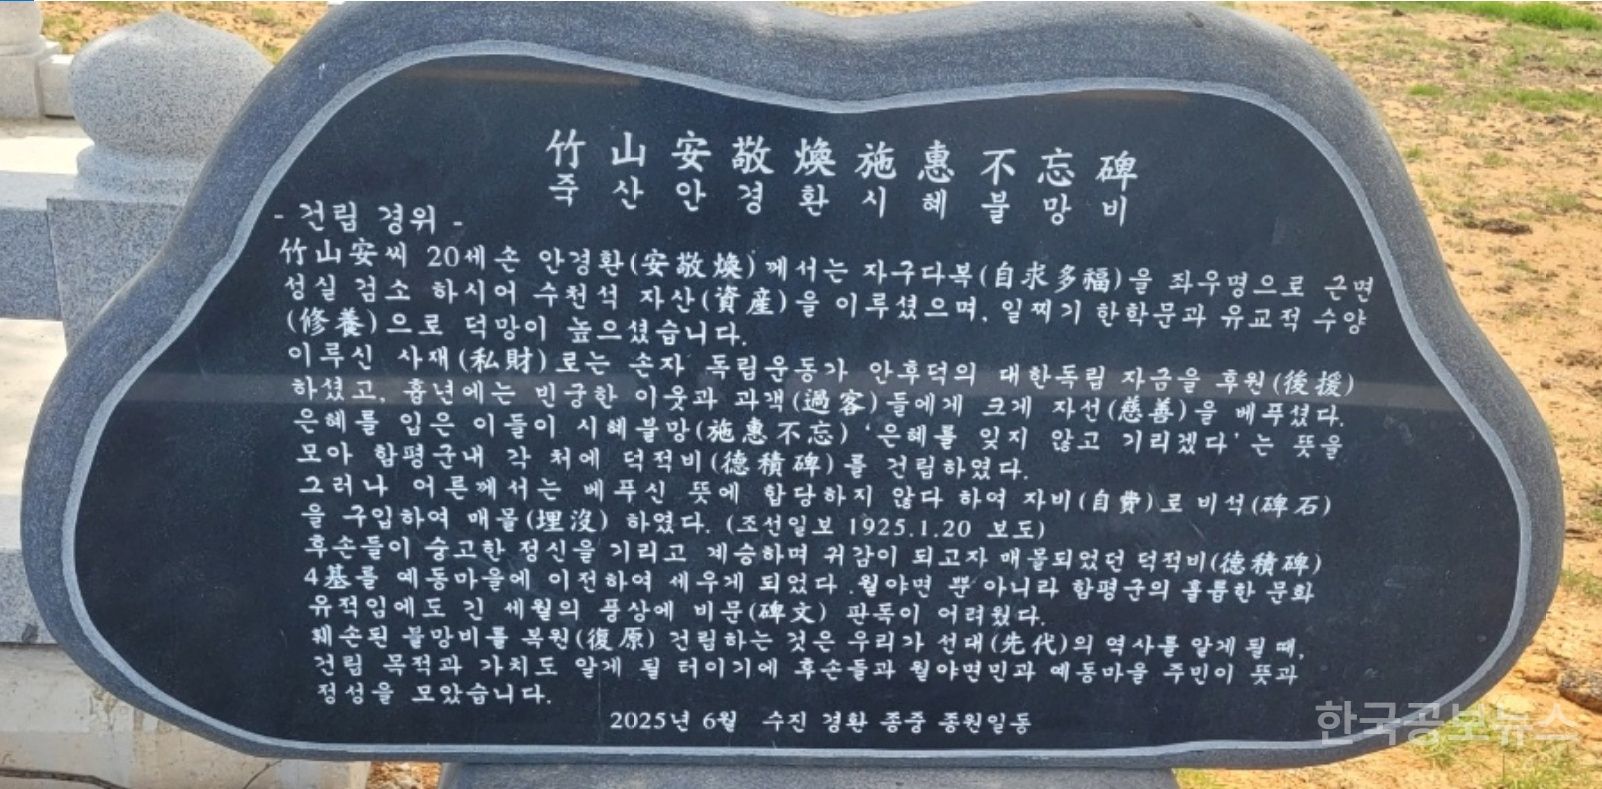 竹山安敬煥施惠不忘碑
죽산안경환시혜불망비
- 건립 경위 -
竹山安씨 20세손 안경환(安敬煥)께서는 자구다복(自求多福)을 좌우명으로 근면
성실 검소 하시어 수천석 자산(資産)을 이루셨으며, 일찌기 한학문과 유교적 수양
(修養)으로 덕망이 높으셨습니다.
이루신 사재(私財)로는 손자 독립운동가 안후덕의 대한독립 자금을 후원(後援)
하셨고, 흉년에는 빈궁한 이웃과 과객(過客)들에게 크게 자선(慈善)을 베푸셨다.
은혜를 입은 이들이 시혜불망(施惠不忘) '은혜를 잊지 않고 기리겠다'는 뜻을
모아 함평군내 각 처에 덕적비(德積碑)를 건립하였다.
그러나 어른께서는 베푸신 뜻에 합당하지 않다 하여 자비(自費)로 비석(碑石)
을 구입하여 매몰(埋沒) 하였다. (조선일보 1925.1.20 보도)
후손들이 숭고한 정신을 기리고 계승하며 귀감이 되고자 매몰되었던 덕적비(德積碑)
4基를 예동마을에 이전하여 세우게 되었다.월야면 뿐 아니라 함평군의 훌륭한 문화
유적임에도 긴 세월의 풍상에 비문(碑文) 판독이 어려웠다.
훼손된 불망비를 복원(復原) 건립하는 것은 우리가 선대(先代)의 역사를 알게 될 때,
건립 목적과 가치도 알게 될 터이기에 후손들과 월야면민과 예동마을 주민이 뜻과
정성을 모았습니다.
2025년 6월 수진 경환 종중 종원일동
한국공보뉴스